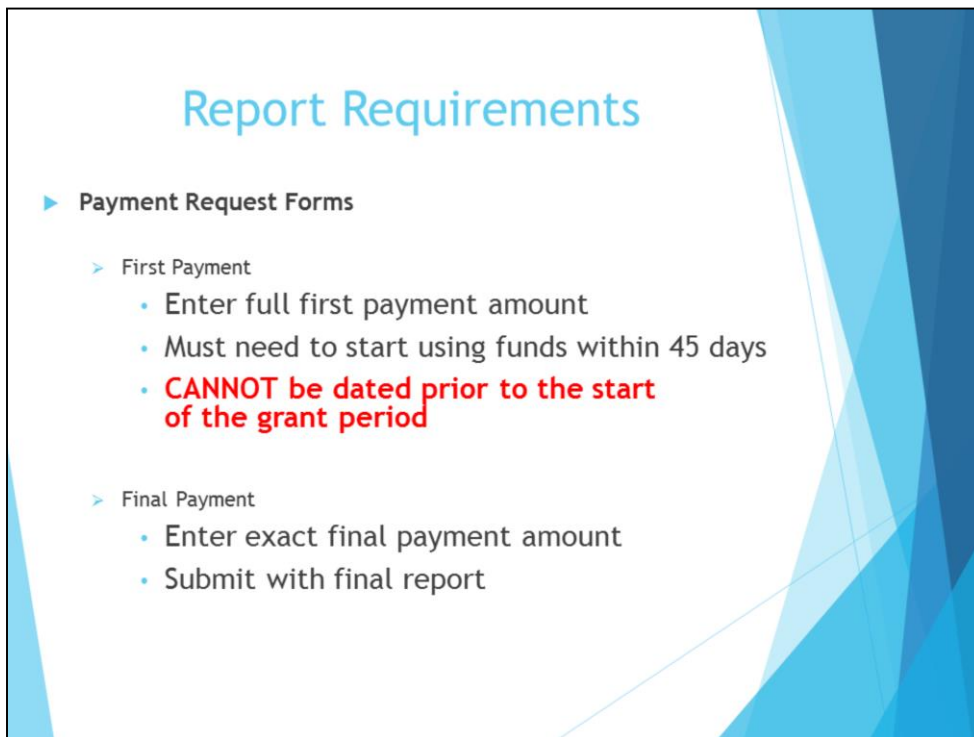 Report Requirements
Payment Request Forms
First Payment
Enter full first payment amount
Must need to start using funds within 45 days
CANNOT be dated prior to the start
of the grant period
Final Payment
Enter exact final payment amount
Submit with final report